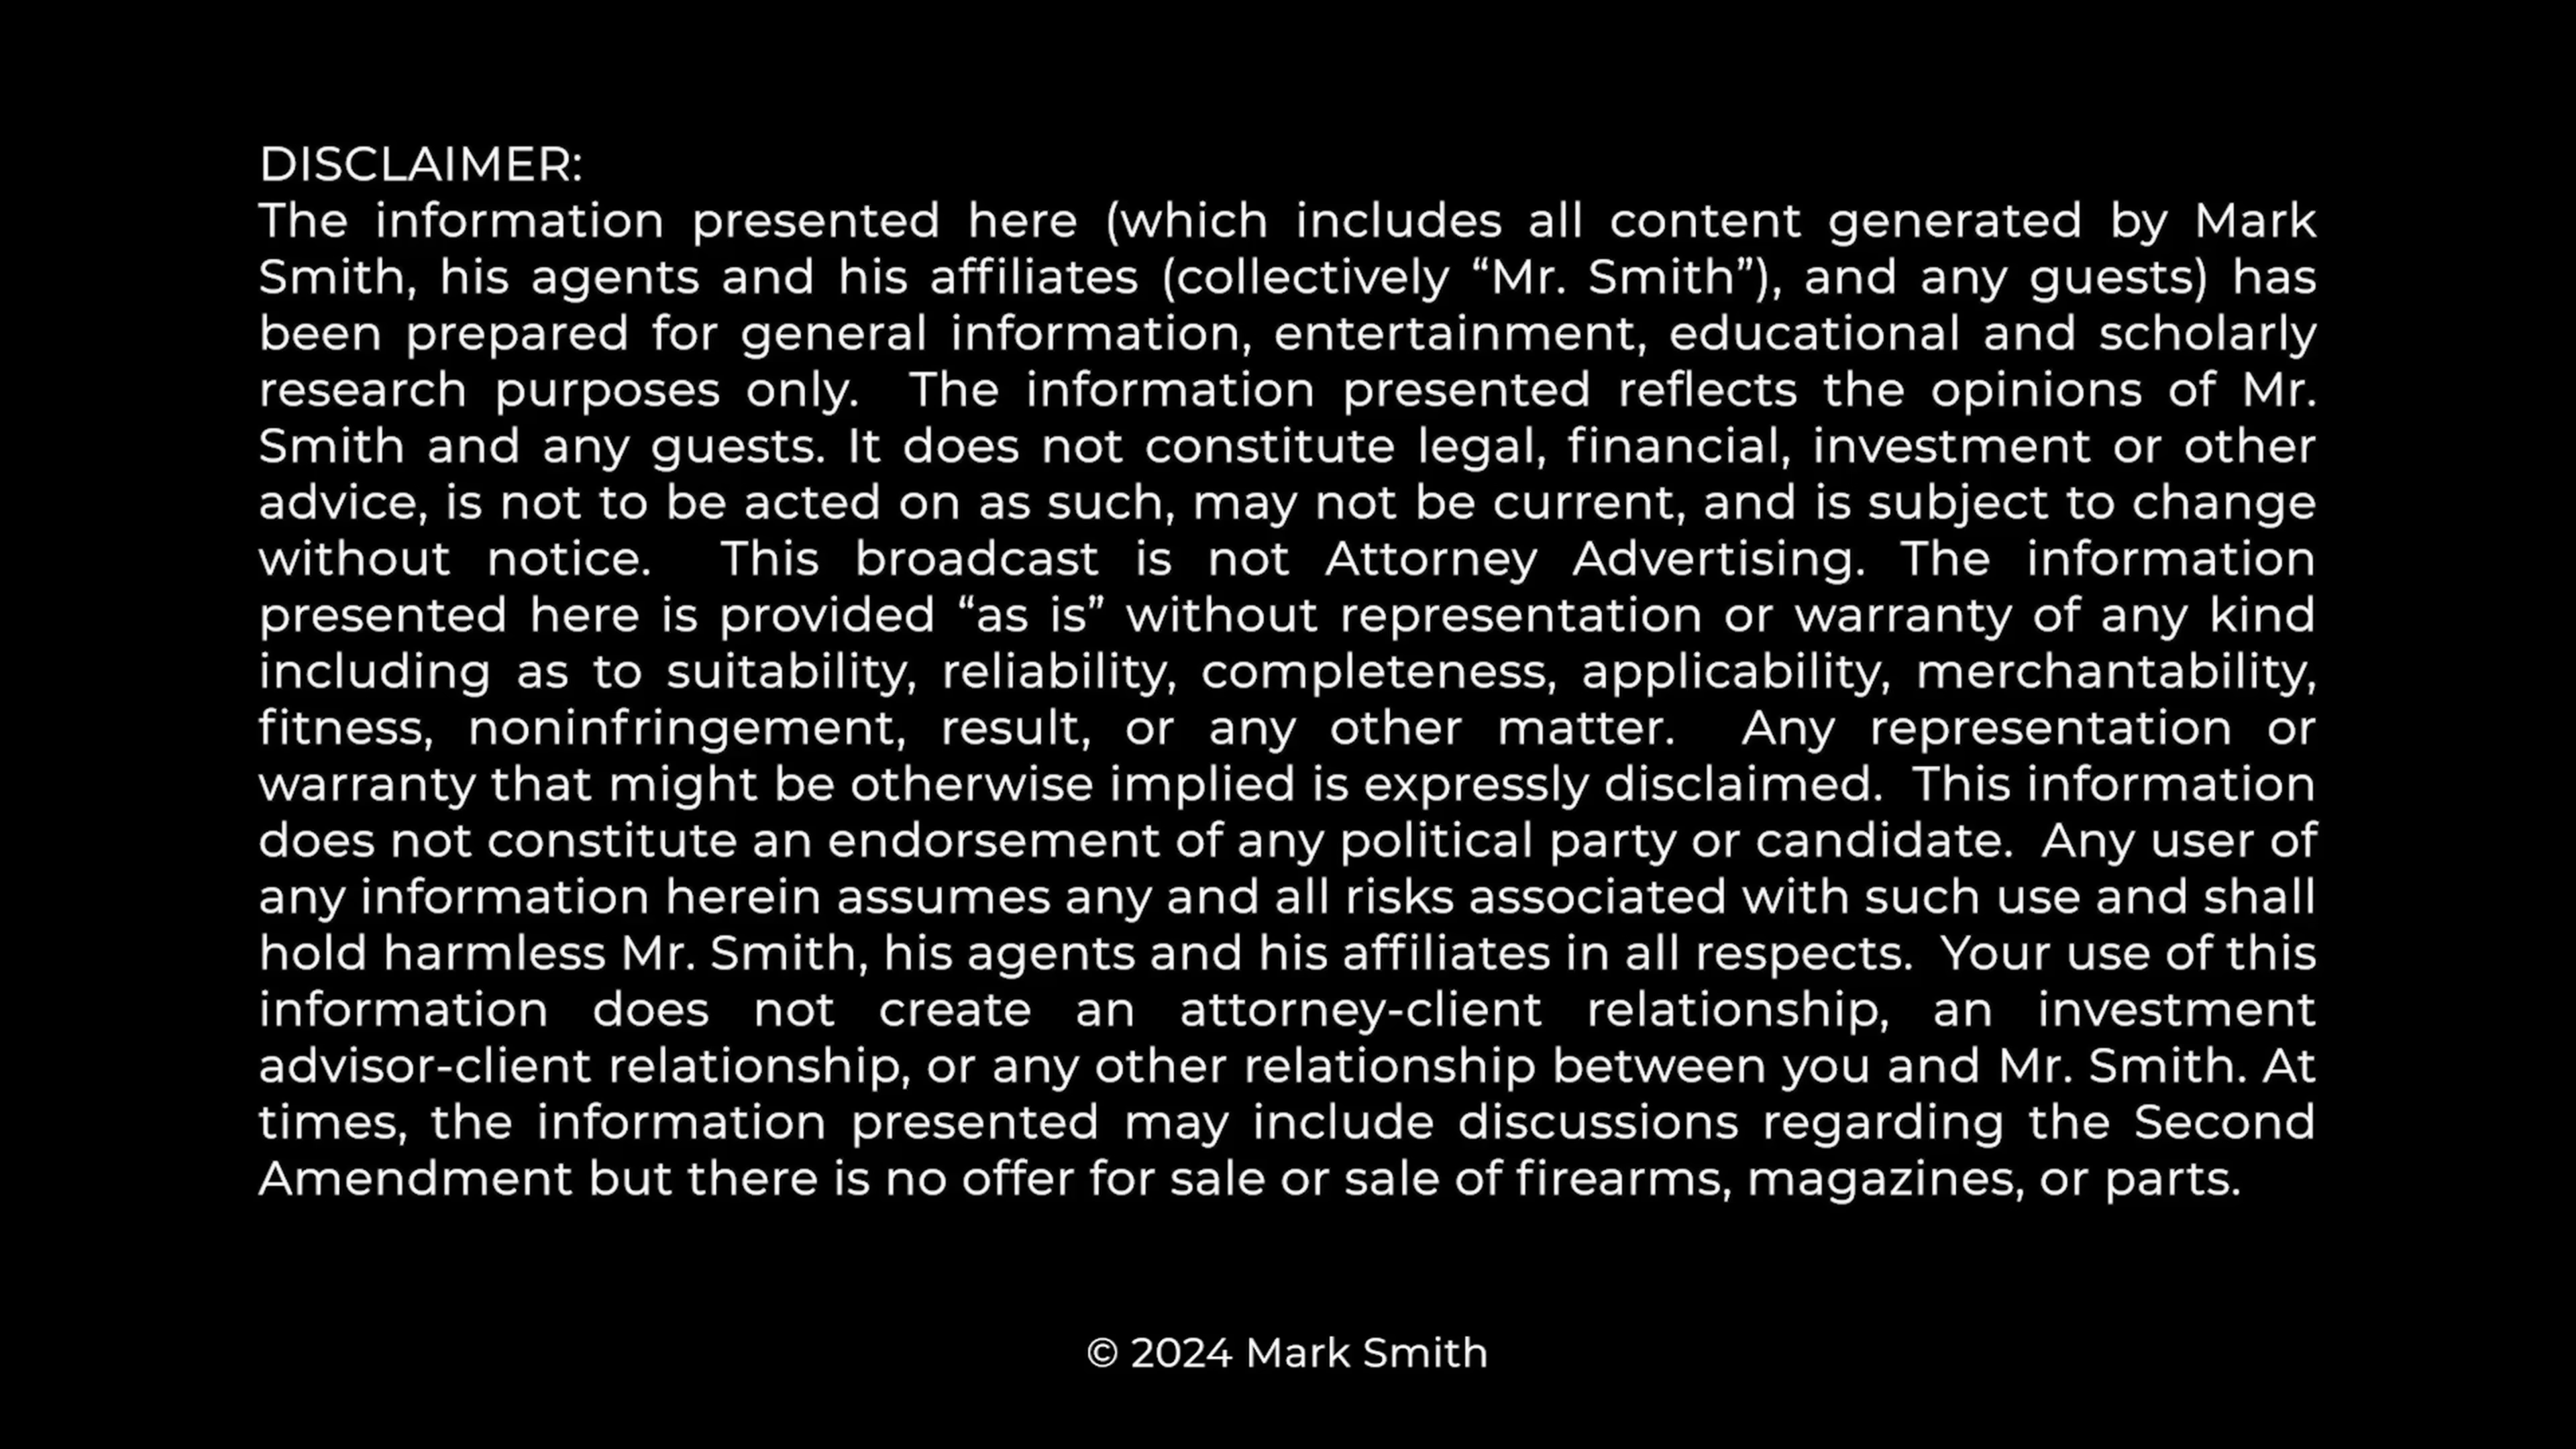 DISCLAIMER:
The information presented here (which includes all content generated by Mark
Smith, his agents and his affiliates (collectively “Mr. Smith”), and any guests) has
been prepared for general information, entertainment, educational and scholarly
research purposes only.  The information presented reflects the opinions of Mr.
Smith and any guests. It does not constitute legal, financial, investment or other
advice, is not to be acted on as such, may not be current, and is subject to change
without notice.  This broadcast is not Attorney Advertising. The information
presented here is provided “as is” without representation or warranty of any kind
including as to suitability, reliability, completeness, applicability, merchantability,
fitness, noninfringement, result, or any other matter.  Any representation or
warranty that might be otherwise implied is expressly disclaimed.  This information
does not constitute an endorsement of any political party or candidate.  Any user of
any information herein assumes any and all risks associated with such use and shall
hold harmless Mr. Smith, his agents and his affiliates in all respects.  Your use of this
information does not create an attorney-client relationship, an investment
advisor-client relationship, or any other relationship between you and Mr. Smith. At
times, the information presented may include discussions regarding the Second
Amendment but there is no offer for sale or sale of firearms, magazines, or parts.
© 2024 Mark Smith